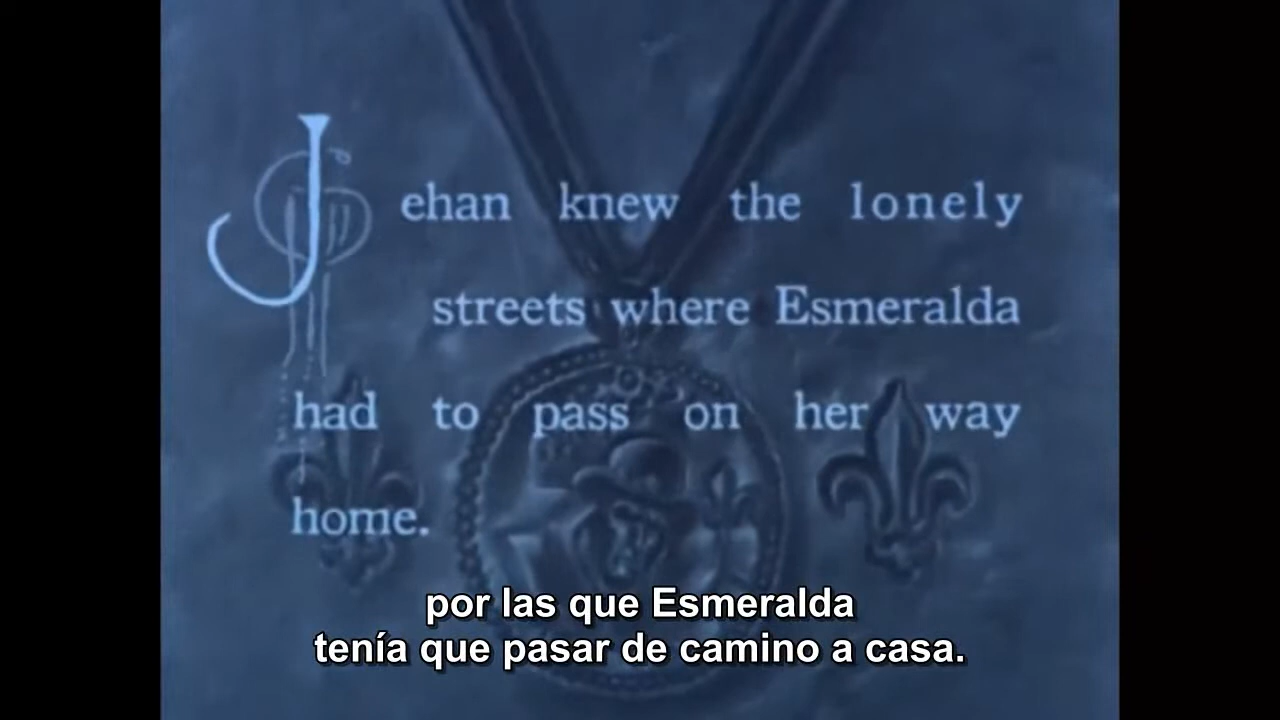 Jehan knew the lonely
streets where Esmeralda
had to pass on her way
home.
por las que Esmeralda
tenía que pasar de camino a casa.